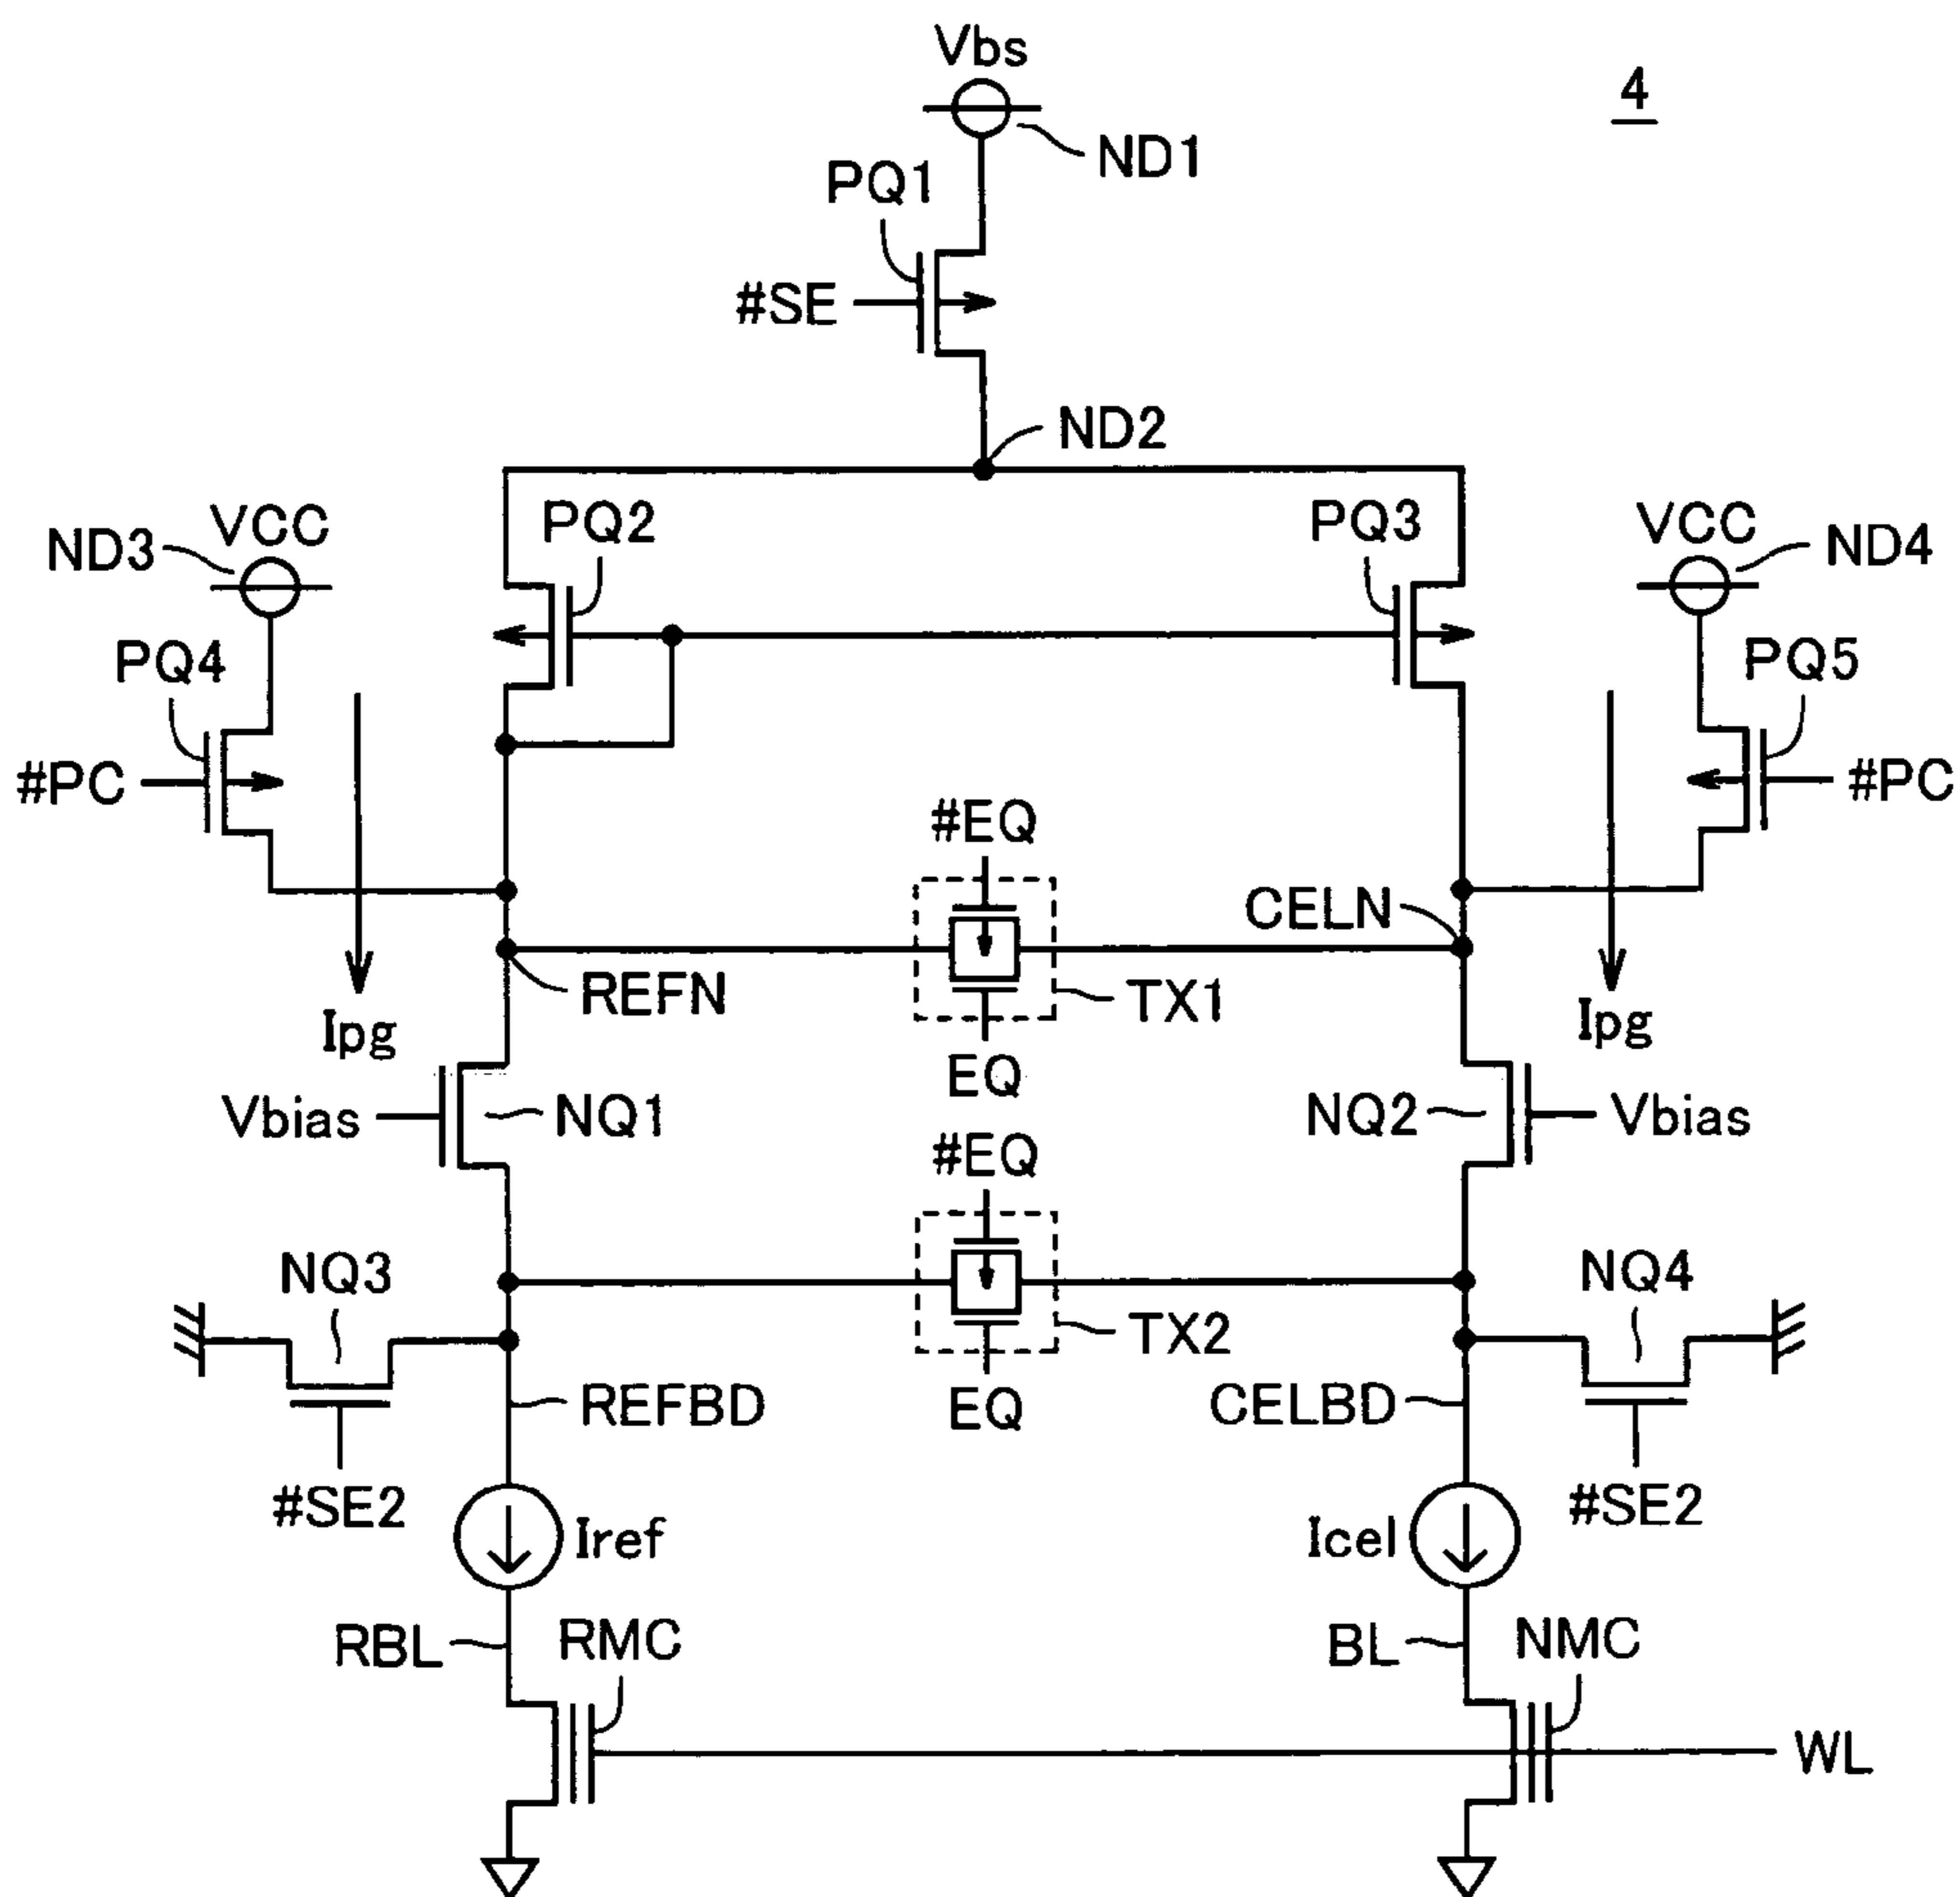 Vbs
4
ND1
PQ1
#SE
ND2
PQ2
PQ3
VCC
ND3
VCC
ND4
PQ4
PQ5
#PC
#PC
#EQ
CELN
REFN
TX1
Ipg
Ipg
EQ
Vbias
NQ1
NQ2
Vbias
#EQ
NQ3
NQ4
TX2
REFBD
EQ
CELBD
#SE2
#SE2
Iref
Icel
RBL
RMC
BL
NMC
WL